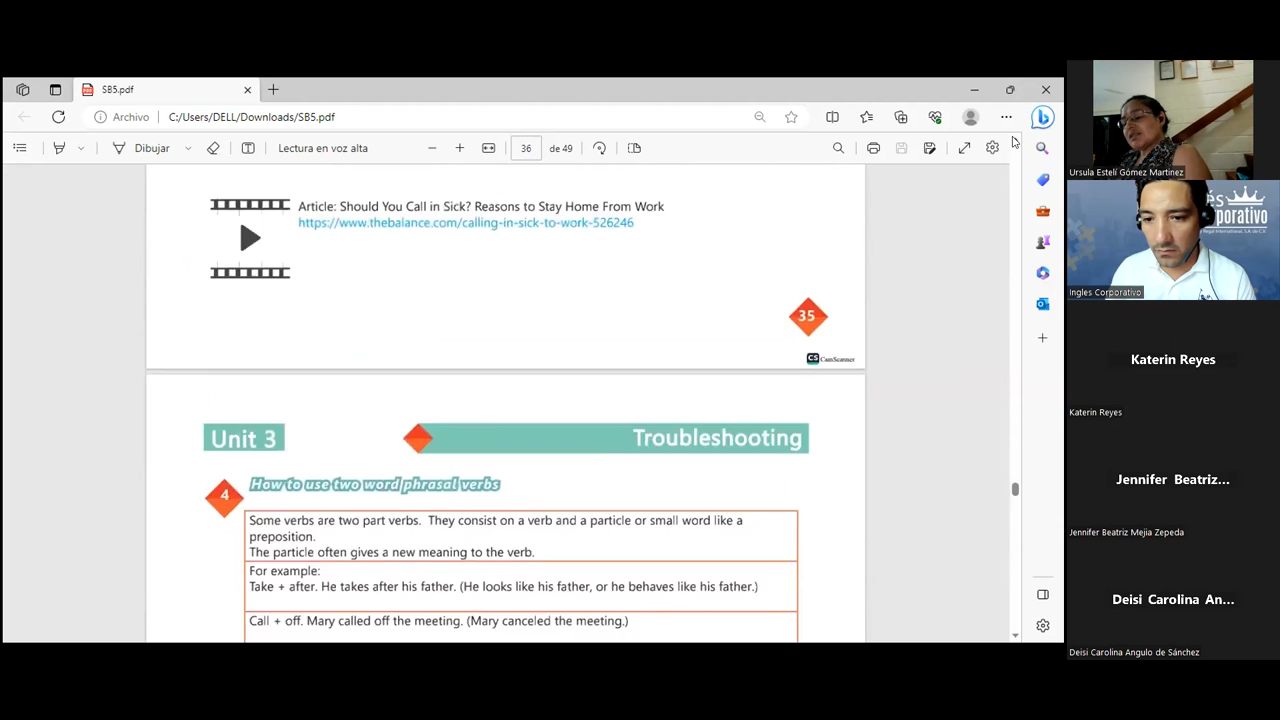 SB5.pdf
Archivo
C:/Users/DELL/Downloads/SB5.pdf
Dibujar
Lectura en voz alta
36
de 49
Article: Should You Call in Sick? Reasons to Stay Home From Work
https://www.thebalance.com/calling-in-sick-to-work-526246
35
CS CamScanner
Unit 3
Troubleshooting
4
How to use two word phrasal verbs
Some verbs are two part verbs. They consist on a verb and a particle or small word like a
preposition.
The particle often gives a new meaning to the verb.
For example:
Take + after. He takes after his father. (He looks like his father, or he behaves like his father.)
Call + off. Mary called off the meeting. (Mary canceled the meeting.)
Ursula Estelí Gómez Martinez
és
rporativo
Ingles Corporativo
Katerin Reyes
Katerin Reyes
Jennifer Beatriz...
Jennifer Beatriz Mejia Zepeda
Deisi Carolina An...
Deisi Carolina Angulo de Sánchez